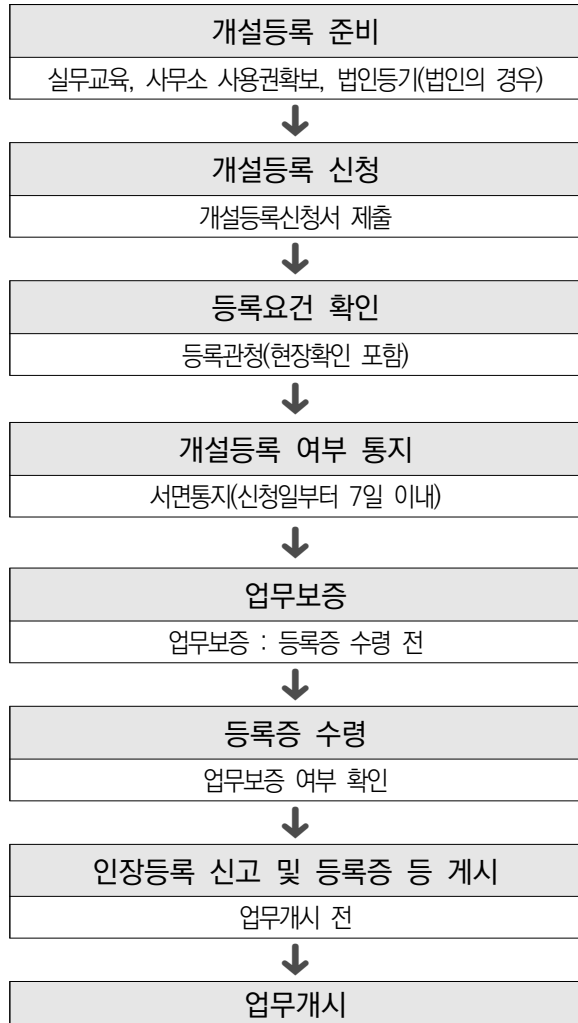 개설등록 준비
실무교육, 사무소 사용권확보, 법인등기(법인의 경우)
개설등록 신청
개설등록신청서 제출
등록요건 확인
등록관청(현장확인 포함)
개설등록 여부 통지
서면통지(신청일부터 7일 이내)
업무보증
업무보증 : 등록증 수령 전
등록증 수령
업무보증 여부 확인
인장등록 신고 및 등록증 등 게시
업무개시 전
업무개시